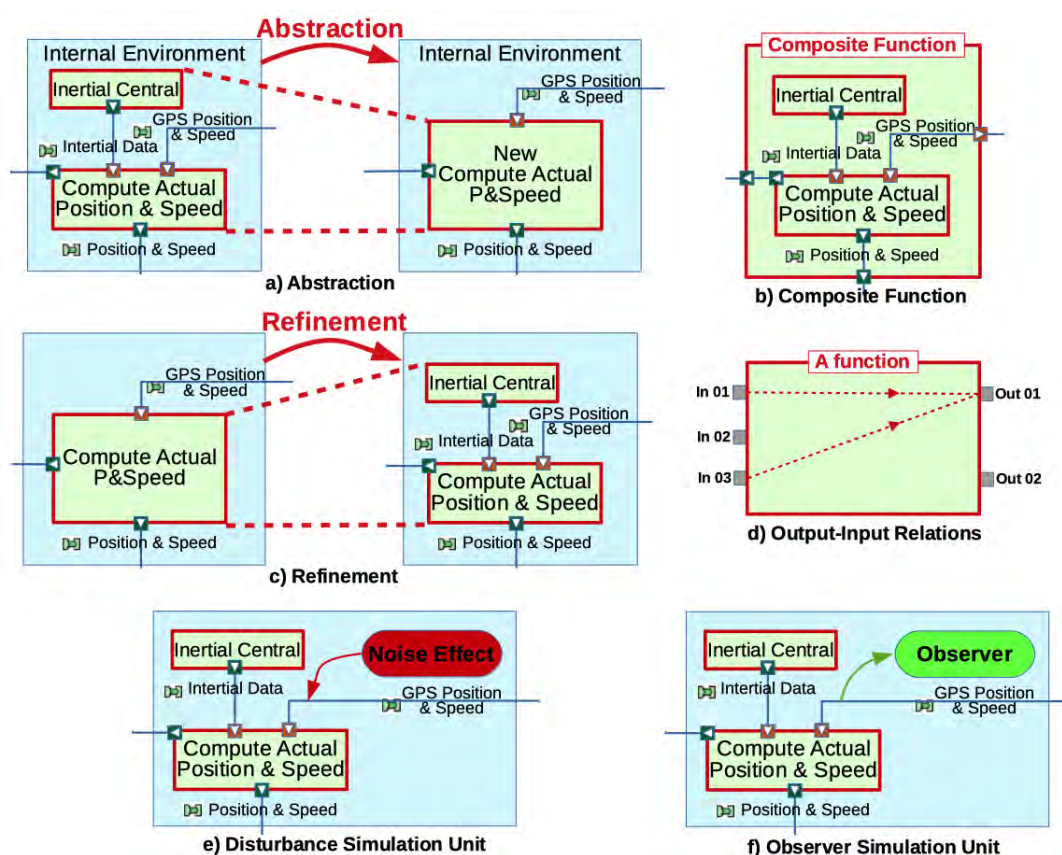 Abstraction
Internal Environment
Inertial Central
GPS Position
& Speed
Intertial Data
Compute Actual
Position & Speed
Position & Speed
Internal Environment
GPS Position
& Speed
New
Compute Actual
P&Speed
Position & Speed
a) Abstraction
Composite Function
Inertial Central
GPS Position
& Speed
Intertial Data
Compute Actual
Position & Speed
Position & Speed
b) Composite Function
Refinement
GPS Position
& Speed
Compute Actual
P&Speed
Position & Speed
Inertial Central
GPS Position
& Speed
Intertial Data
Compute Actual
Position & Speed
Position & Speed
c) Refinement
A function
In 01
In 02
In 03
Out 01
Out 02
d) Output-Input Relations
Inertial Central
Noise Effect
Intertial Data
GPS Position
& Speed
Compute Actual
Position & Speed
Position & Speed
e) Disturbance Simulation Unit
Inertial Central
Observer
Intertial Data
GPS Position
& Speed
Compute Actual
Position & Speed
Position & Speed
f) Observer Simulation Unit